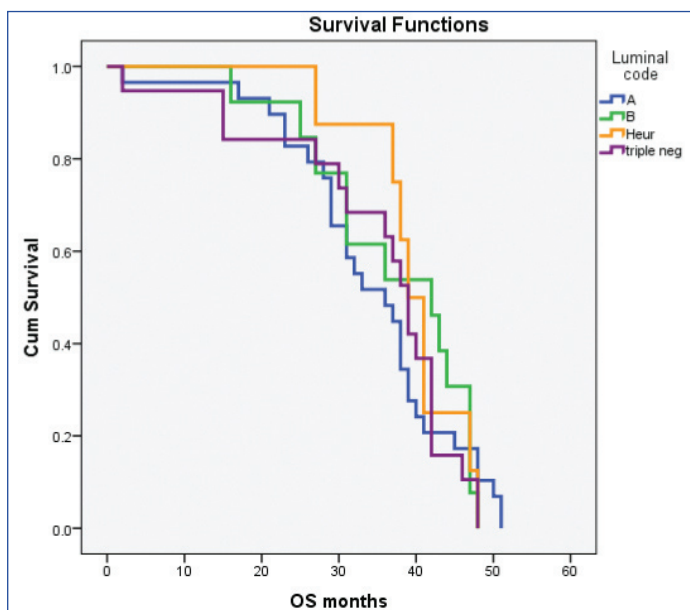 Survival Functions
Luminal
code
A
B
Heur
triple neg
1.0
0.8
0.6
0.4
0.2
0.0
Cum Survival
0 10 20 30 40 50 60
OS months